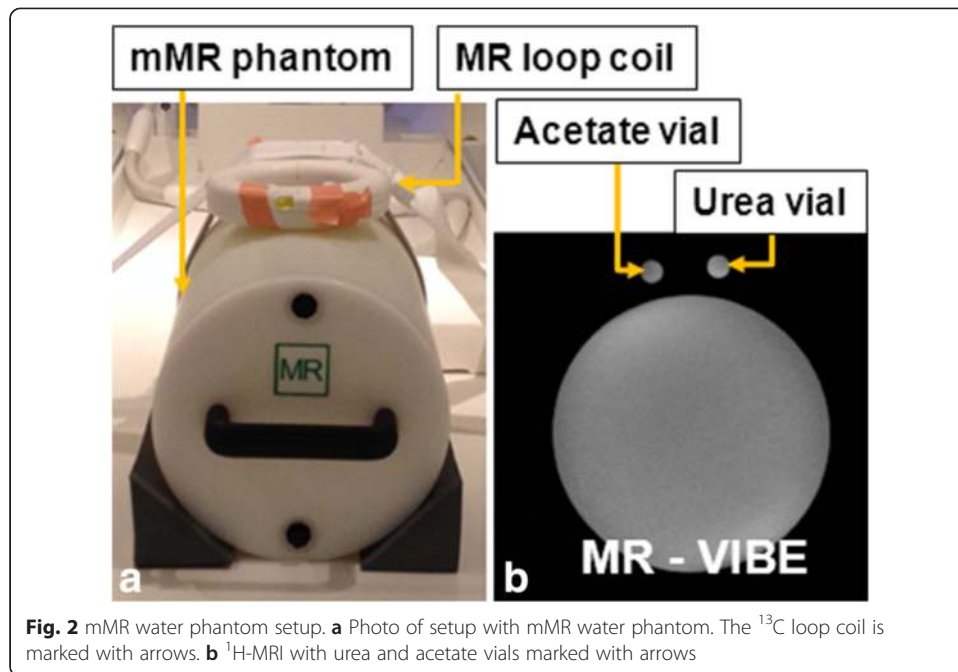 mMR phantom
MR loop coil
Acetate vial
Urea vial
MR
a
b
MR - VIBE
Fig. 2 mMR water phantom setup. a Photo of setup with mMR water phantom. The ¹³C loop coil is
marked with arrows. b ¹H-MRI with urea and acetate vials marked with arrows